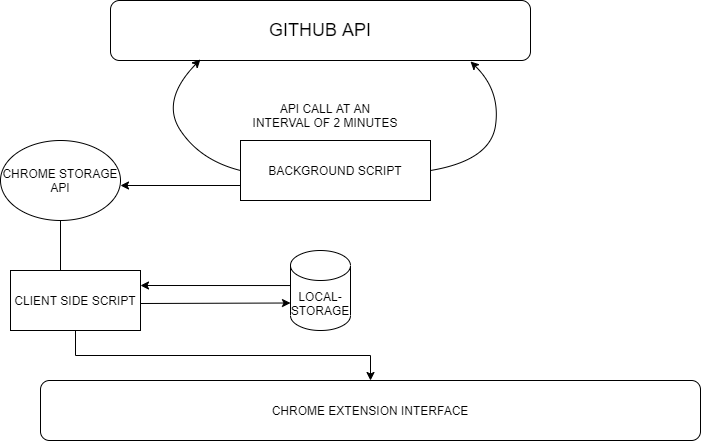 GITHUB API
API CALL AT AN
INTERVAL OF 2 MINUTES
BACKGROUND SCRIPT
CHROME STORAGE
API
CLIENT SIDE SCRIPT
LOCAL-
STORAGE
CHROME EXTENSION INTERFACE